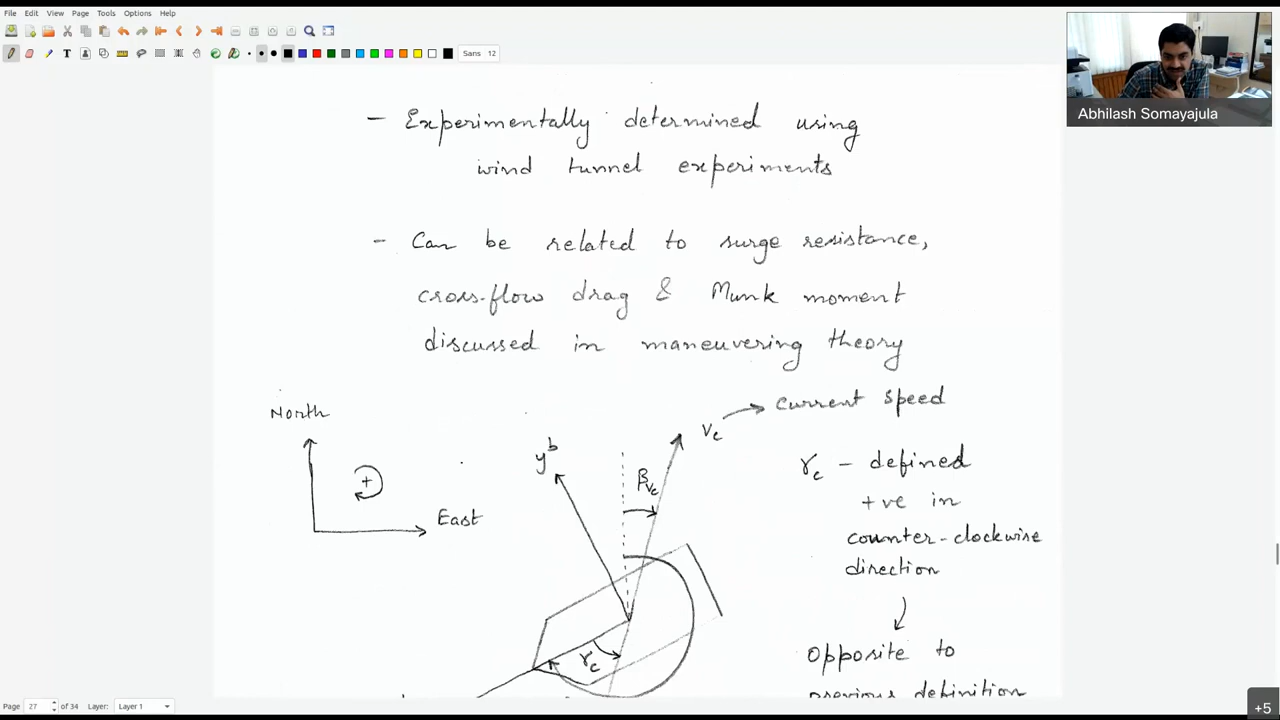 File Edit View Page Tools Options Help
Sans 12
Abhilash Somayajula
- Experimentally determined using
wind tunnel experiments
- Can be related to surge resistance,
cross-flow drag & Munk moment
discussed in maneuvering theory
North
+
East
y^b
β_Vc
V_c → current speed
γ_c
γ_c - defined
+ve in
counter-clockwise
direction
Opposite to
previous definition
Page 27 of 34 Layer: Layer 1
+5